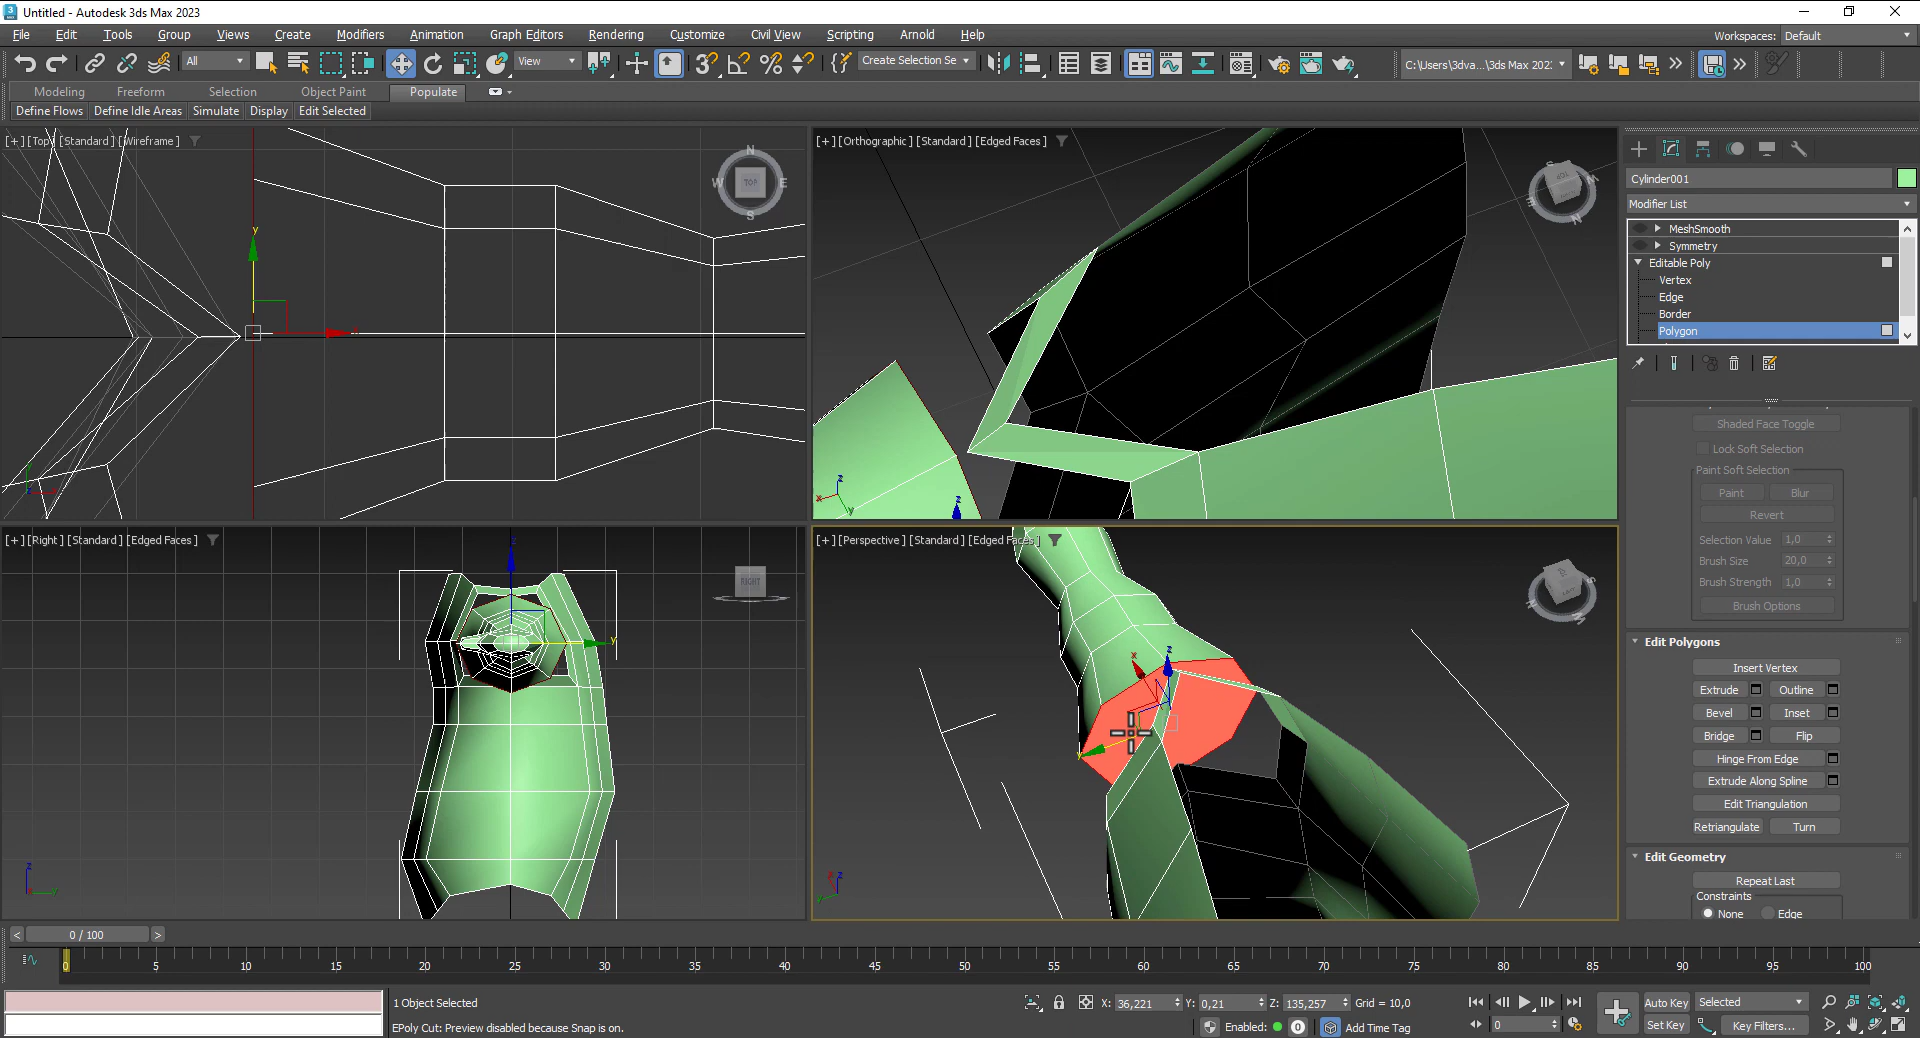 Untitled - Autodesk 3ds Max 2023
File Edit Tools Group Views Create Modifiers Animation Graph Editors Rendering Customize Civil View Scripting Arnold Help
Workspaces: Default
All View Create Selection Se C:\Users\3dva...\3ds Max 202:
Modeling Freeform Selection Object Paint Populate
Define Flows Define Idle Areas Simulate Display Edit Selected
[+] [Top] [Standard] [Wireframe]
[+] [Orthographic] [Standard] [Edged Faces]
Cylinder001
Modifier List
MeshSmooth
Symmetry
Editable Poly
Vertex
Edge
Border
Polygon
Shaded Face Toggle
Lock Soft Selection
Paint Soft Selection
Paint Blur
Revert
Selection Value 1,0
Brush Size 20,0
Brush Strength 1,0
Brush Options
[+] [Right] [Standard] [Edged Faces]
[+] [Perspective] [Standard] [Edged Faces]
Edit Polygons
Insert Vertex
Extrude Outline
Bevel Inset
Bridge Flip
Hinge From Edge
Extrude Along Spline
Edit Triangulation
Retriangulate Turn
Edit Geometry
Repeat Last
Constraints
None Edge
< 0 / 100 >
0 5 10 15 20 25 30 35 40 45 50 55 60 65 70 75 80 85 90 95 100
1 Object Selected
X: 36,221 Y: 0,21 Z: 135,257 Grid = 10,0
Auto Key Selected
EPoly Cut: Preview disabled because Snap is on.
Enabled: 0 Add Time Tag
0
Set Key Key Filters...